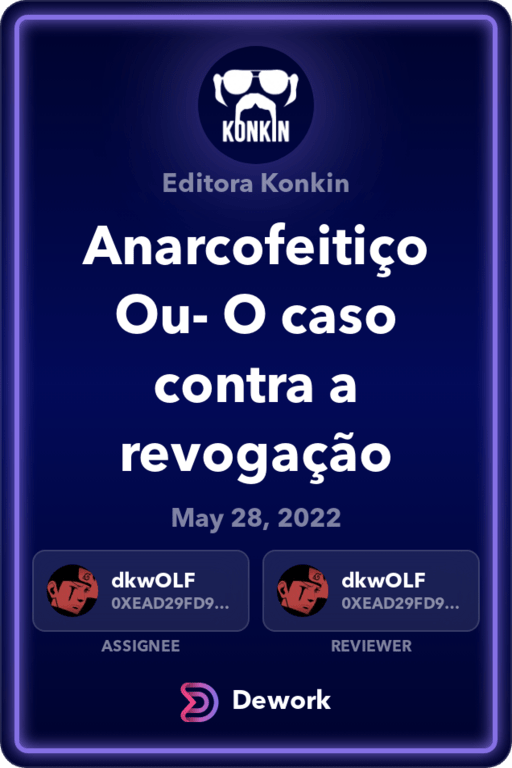 KONKIN
Editora Konkin
Anarcofeitiço
Ou- O caso
contra a
revogação
May 28, 2022
dkwOLF
0XEAD29FD9...
dkwOLF
0XEAD29FD9...
ASSIGNEE
REVIEWER
Dework